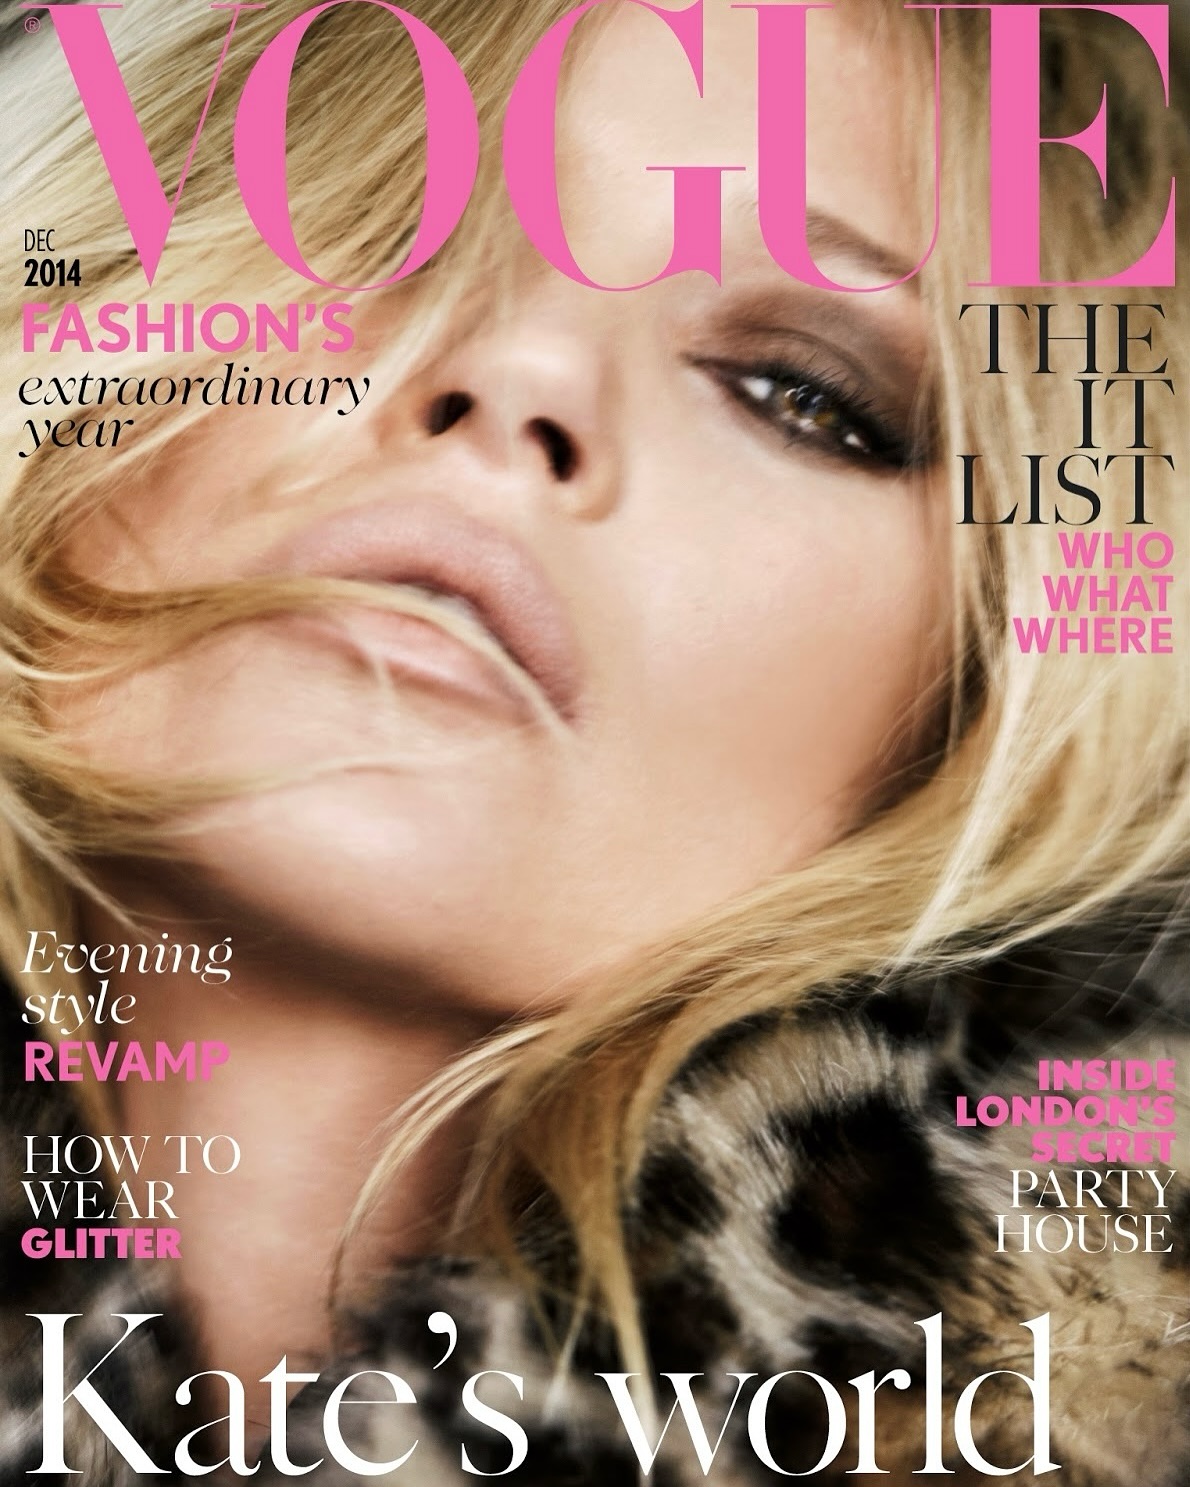 VOGUE
®
DEC
2014
FASHION'S
extraordinary
year
THE
IT
LIST
WHO
WHAT
WHERE
Evening
style
REVAMP
HOW TO
WEAR
GLITTER
INSIDE
LONDON'S
SECRET
PARTY
HOUSE
Kate's world